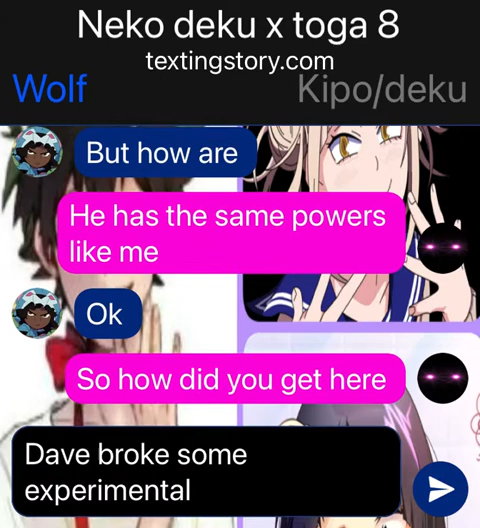 Neko deku x toga 8
textingstory.com
Wolf
Kipo/deku
But how are
He has the same powers
like me
Ok
So how did you get here
Dave broke some
experimental